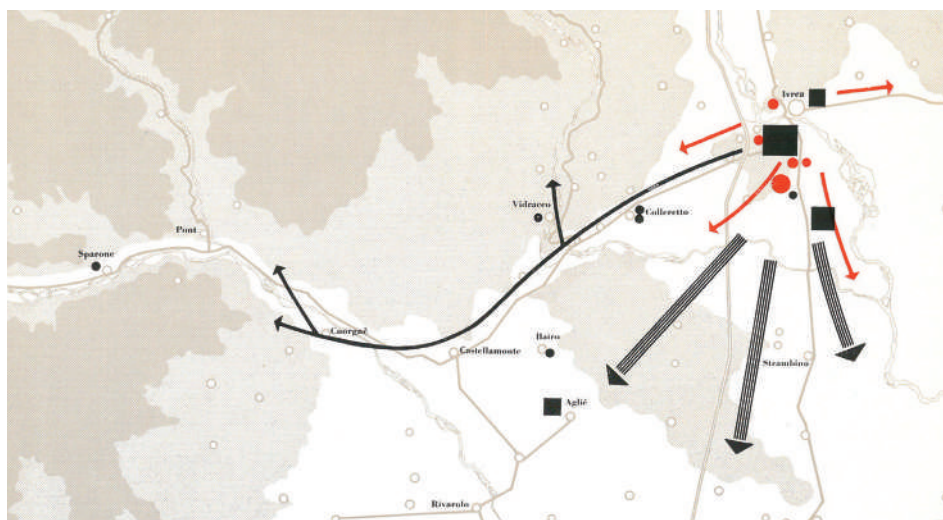 Ivrea
Vidracco
Colleretto
Pont
Sparone
Cuorgnè
Castellamonte
Bairo
Strambino
Agliè
Rivarolo